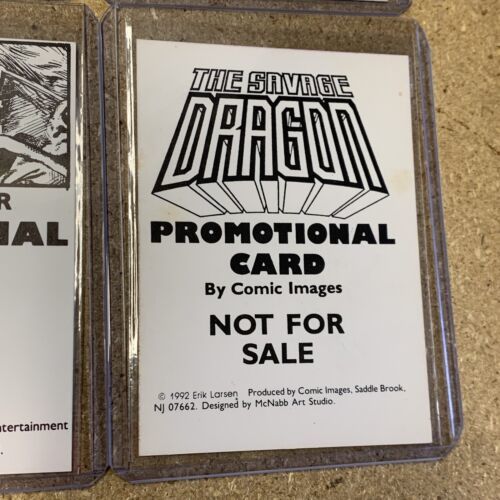 THE SAVAGE
DRAGON
PROMOTIONAL
CARD
By Comic Images
NOT FOR
SALE
© 1992 Erik Larsen Produced by Comic Images, Saddle Brook,
NJ 07662. Designed by McNabb Art Studio.
R
NAL
ntertainment
.